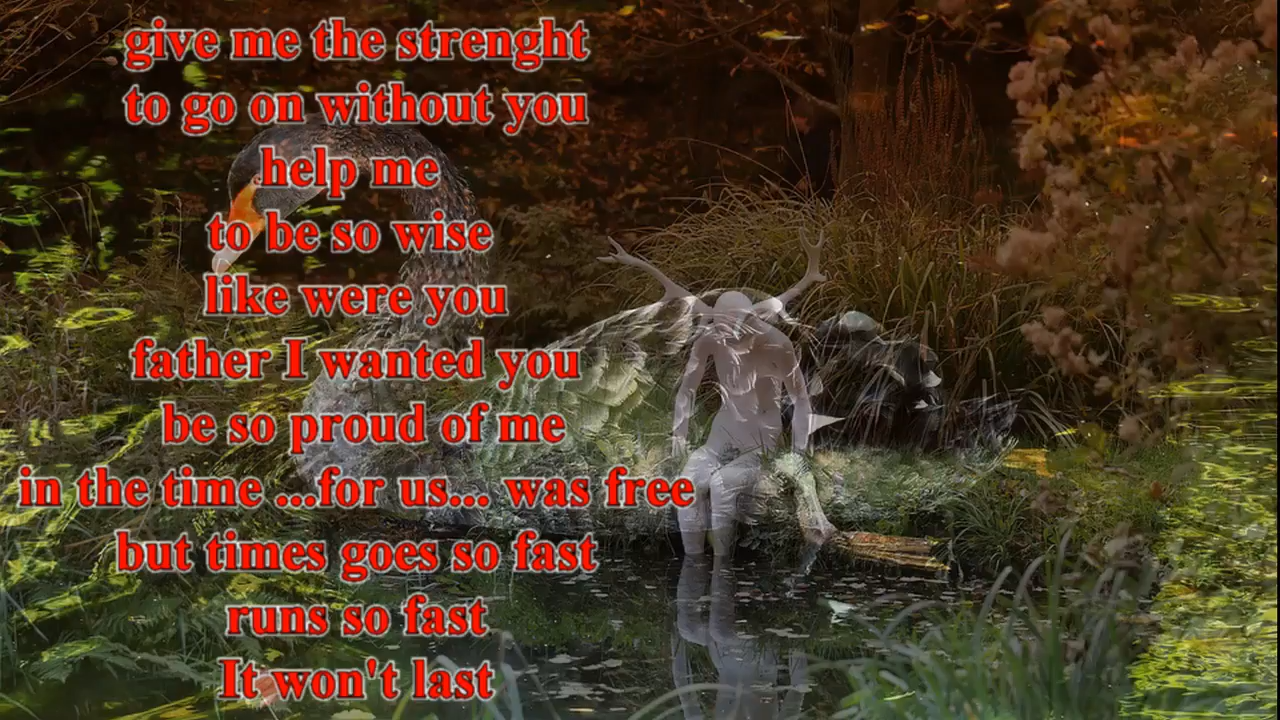 give me the strenght
to go on without you
help me
to be so wise
like were you
father I wanted you
be so proud of me
in the time ...for us... was free
but times goes so fast
runs so fast
It won't last